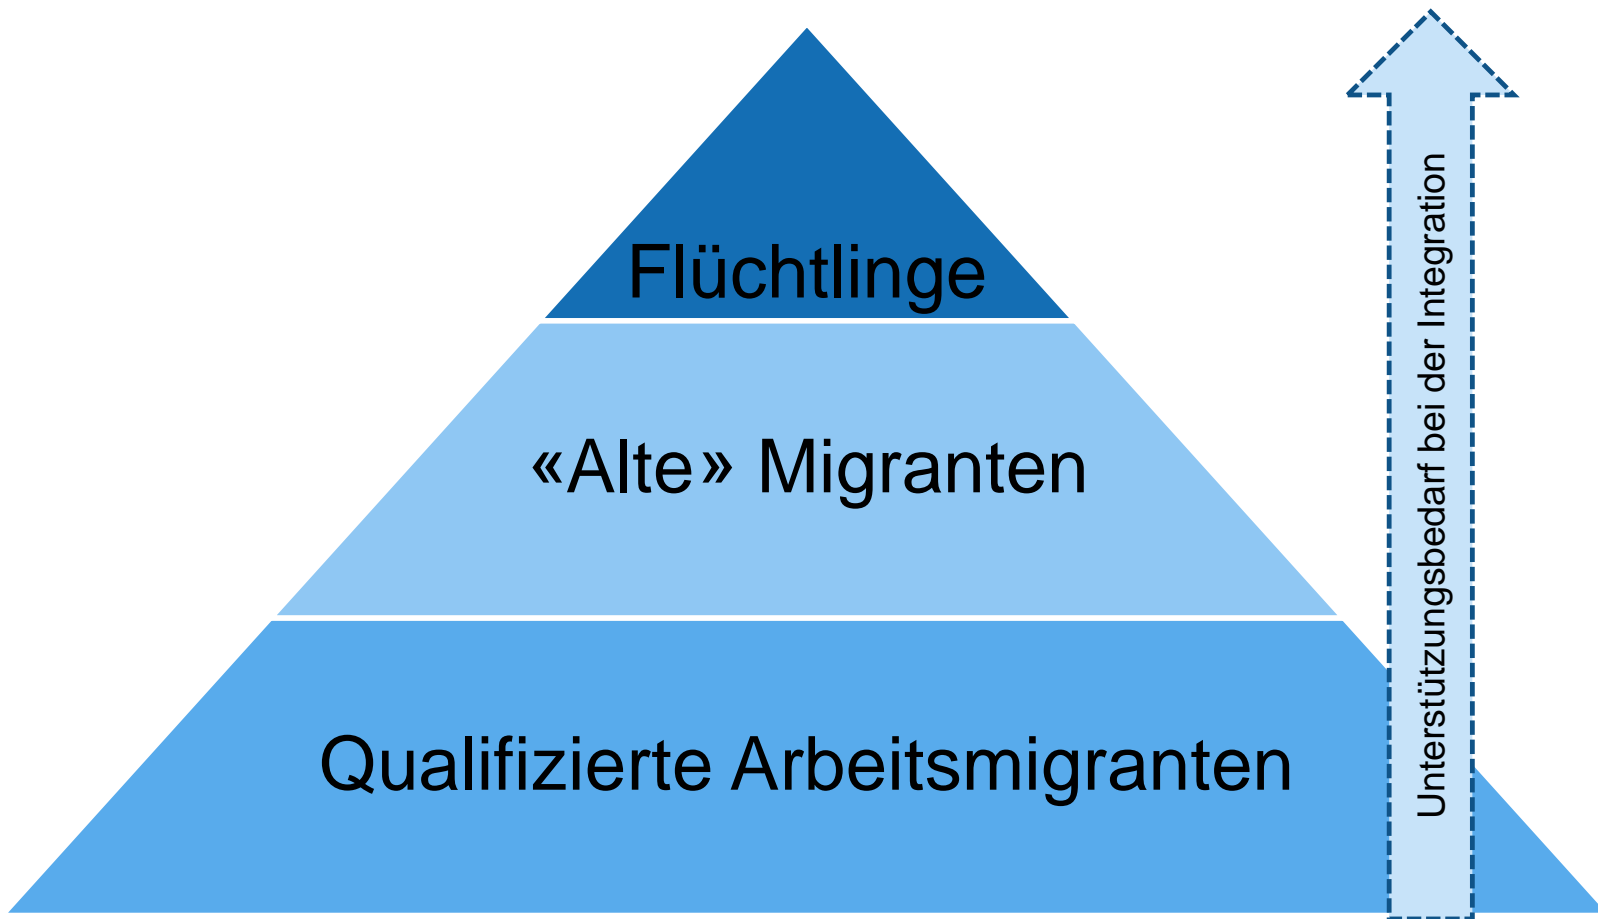 Flüchtlinge
«Alte» Migranten
Qualifizierte Arbeitsmigranten
Unterstützungsbedarf bei der Integration